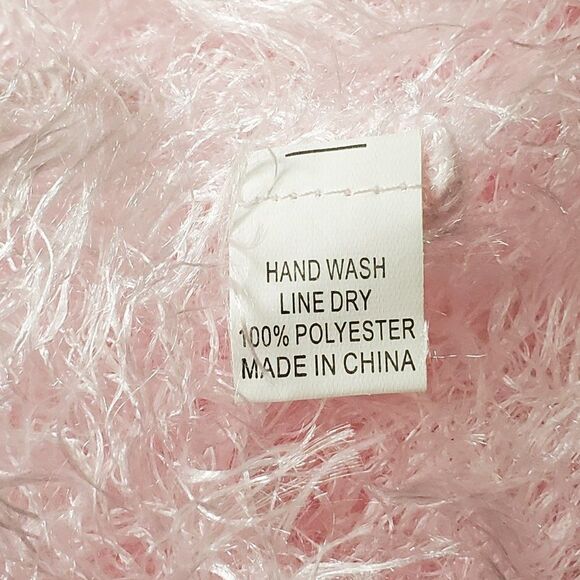 HAND WASH
LINE DRY
100% POLYESTER
MADE IN CHINA